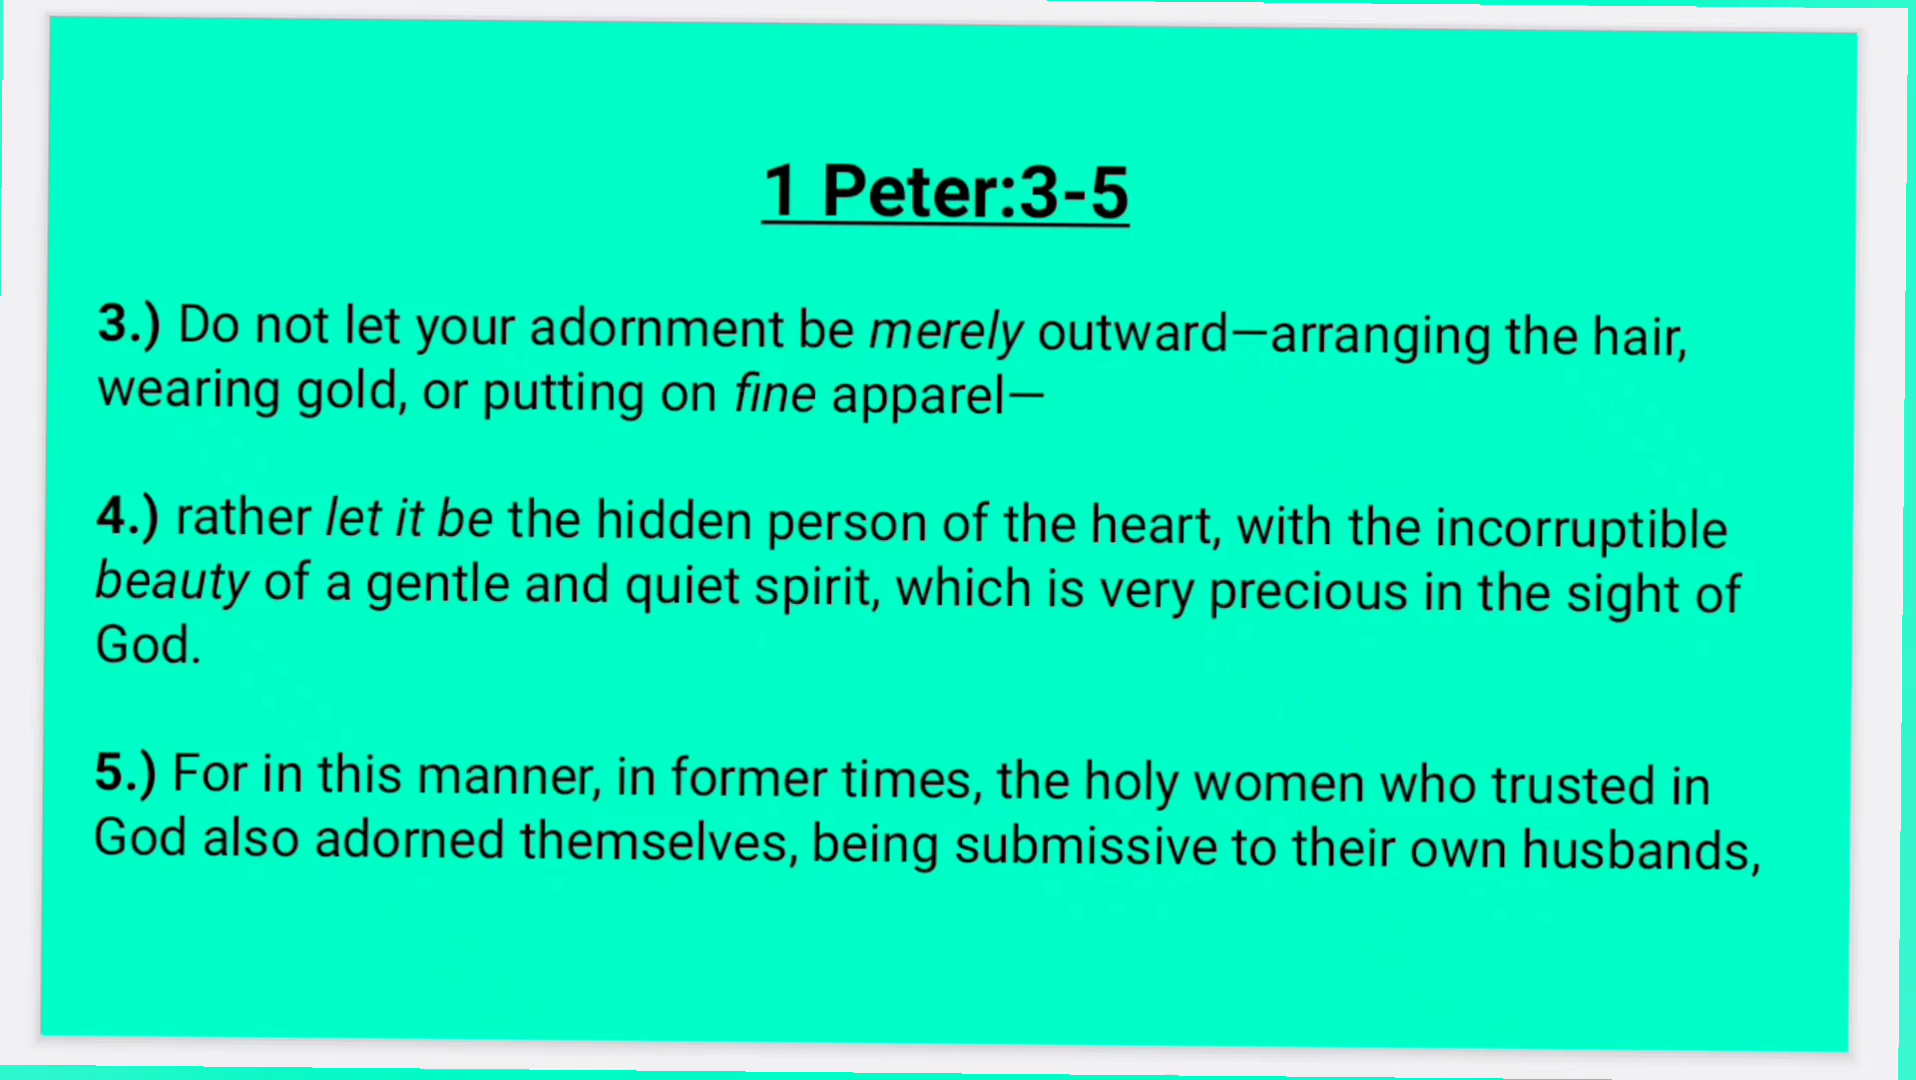 1 Peter:3-5
3.) Do not let your adornment be merely outward—arranging the hair,
wearing gold, or putting on fine apparel—
4.) rather let it be the hidden person of the heart, with the incorruptible
beauty of a gentle and quiet spirit, which is very precious in the sight of
God.
5.) For in this manner, in former times, the holy women who trusted in
God also adorned themselves, being submissive to their own husbands,